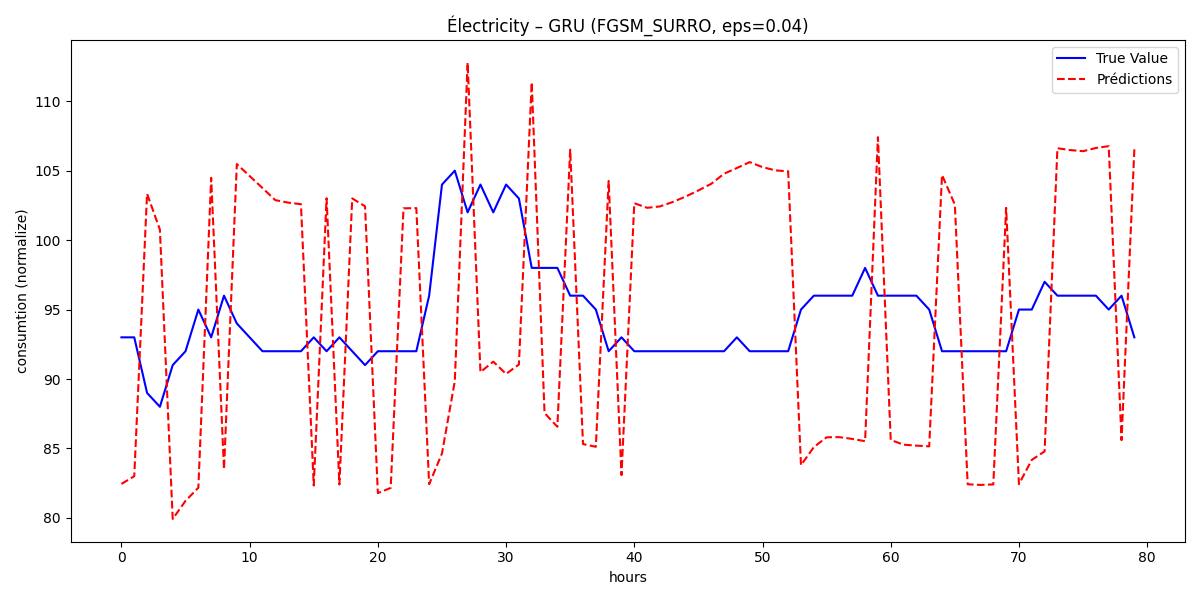 Électricity – GRU (FGSM_SURRO, eps=0.04)
True Value
Prédictions
consumtion (normalize)
110
105
100
95
90
85
80
0 10 20 30 40 50 60 70 80
hours